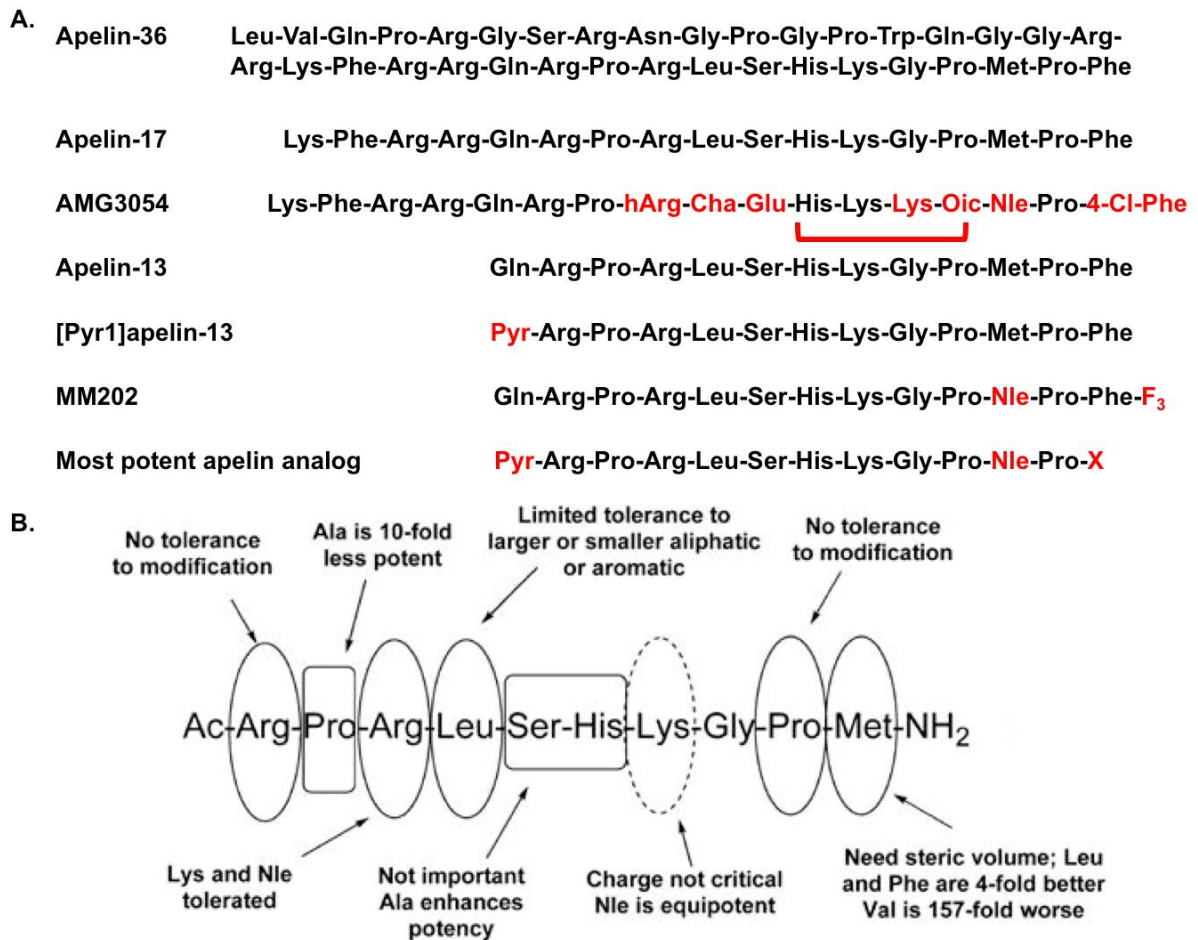 A.
Apelin-36 Leu-Val-Gln-Pro-Arg-Gly-Ser-Arg-Asn-Gly-Pro-Gly-Pro-Trp-Gln-Gly-Gly-Arg-
Arg-Lys-Phe-Arg-Arg-Gln-Arg-Pro-Arg-Leu-Ser-His-Lys-Gly-Pro-Met-Pro-Phe
Apelin-17 Lys-Phe-Arg-Arg-Gln-Arg-Pro-Arg-Leu-Ser-His-Lys-Gly-Pro-Met-Pro-Phe
AMG3054 Lys-Phe-Arg-Arg-Gln-Arg-Pro-hArg-Cha-Glu-His-Lys-Lys-Oic-Nle-Pro-4-Cl-Phe
Apelin-13 Gln-Arg-Pro-Arg-Leu-Ser-His-Lys-Gly-Pro-Met-Pro-Phe
[Pyr1]apelin-13 Pyr-Arg-Pro-Arg-Leu-Ser-His-Lys-Gly-Pro-Met-Pro-Phe
MM202 Gln-Arg-Pro-Arg-Leu-Ser-His-Lys-Gly-Pro-Nle-Pro-Phe-F₃
Most potent apelin analog Pyr-Arg-Pro-Arg-Leu-Ser-His-Lys-Gly-Pro-Nle-Pro-X
B.
No tolerance
to modification
Ala is 10-fold
less potent
Limited tolerance to
larger or smaller aliphatic
or aromatic
No tolerance
to modification
Ac-Arg-Pro-Arg-Leu-Ser-His-Lys-Gly-Pro-Met-NH₂
Lys and Nle
tolerated
Not important
Ala enhances
potency
Charge not critical
Nle is equipotent
Need steric volume; Leu
and Phe are 4-fold better
Val is 157-fold worse